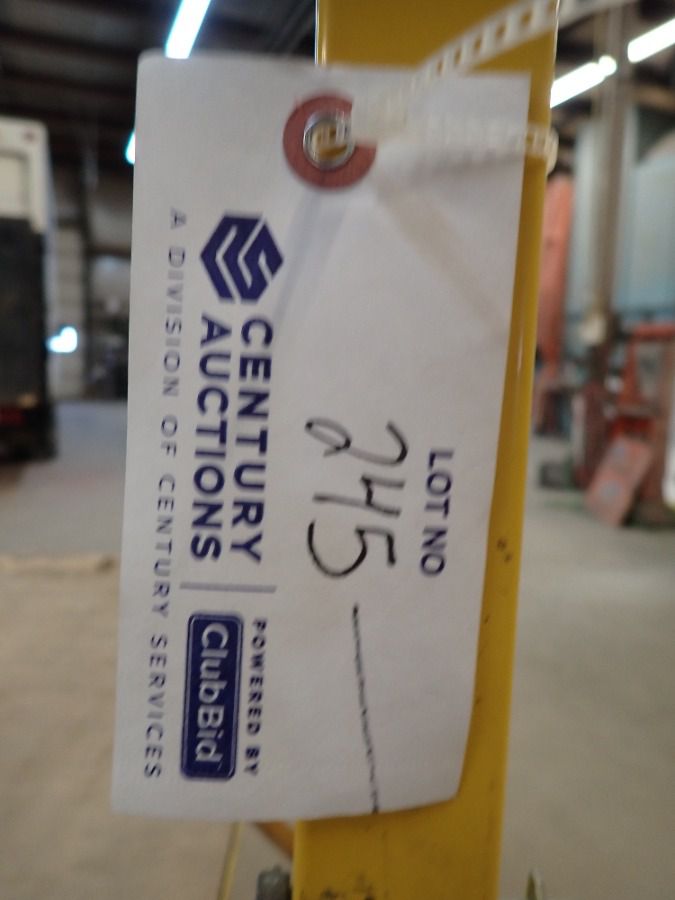 LOT NO
245
CENTURY
AUCTIONS
POWERED BY
ClubBid
A DIVISION OF CENTURY SERVICES